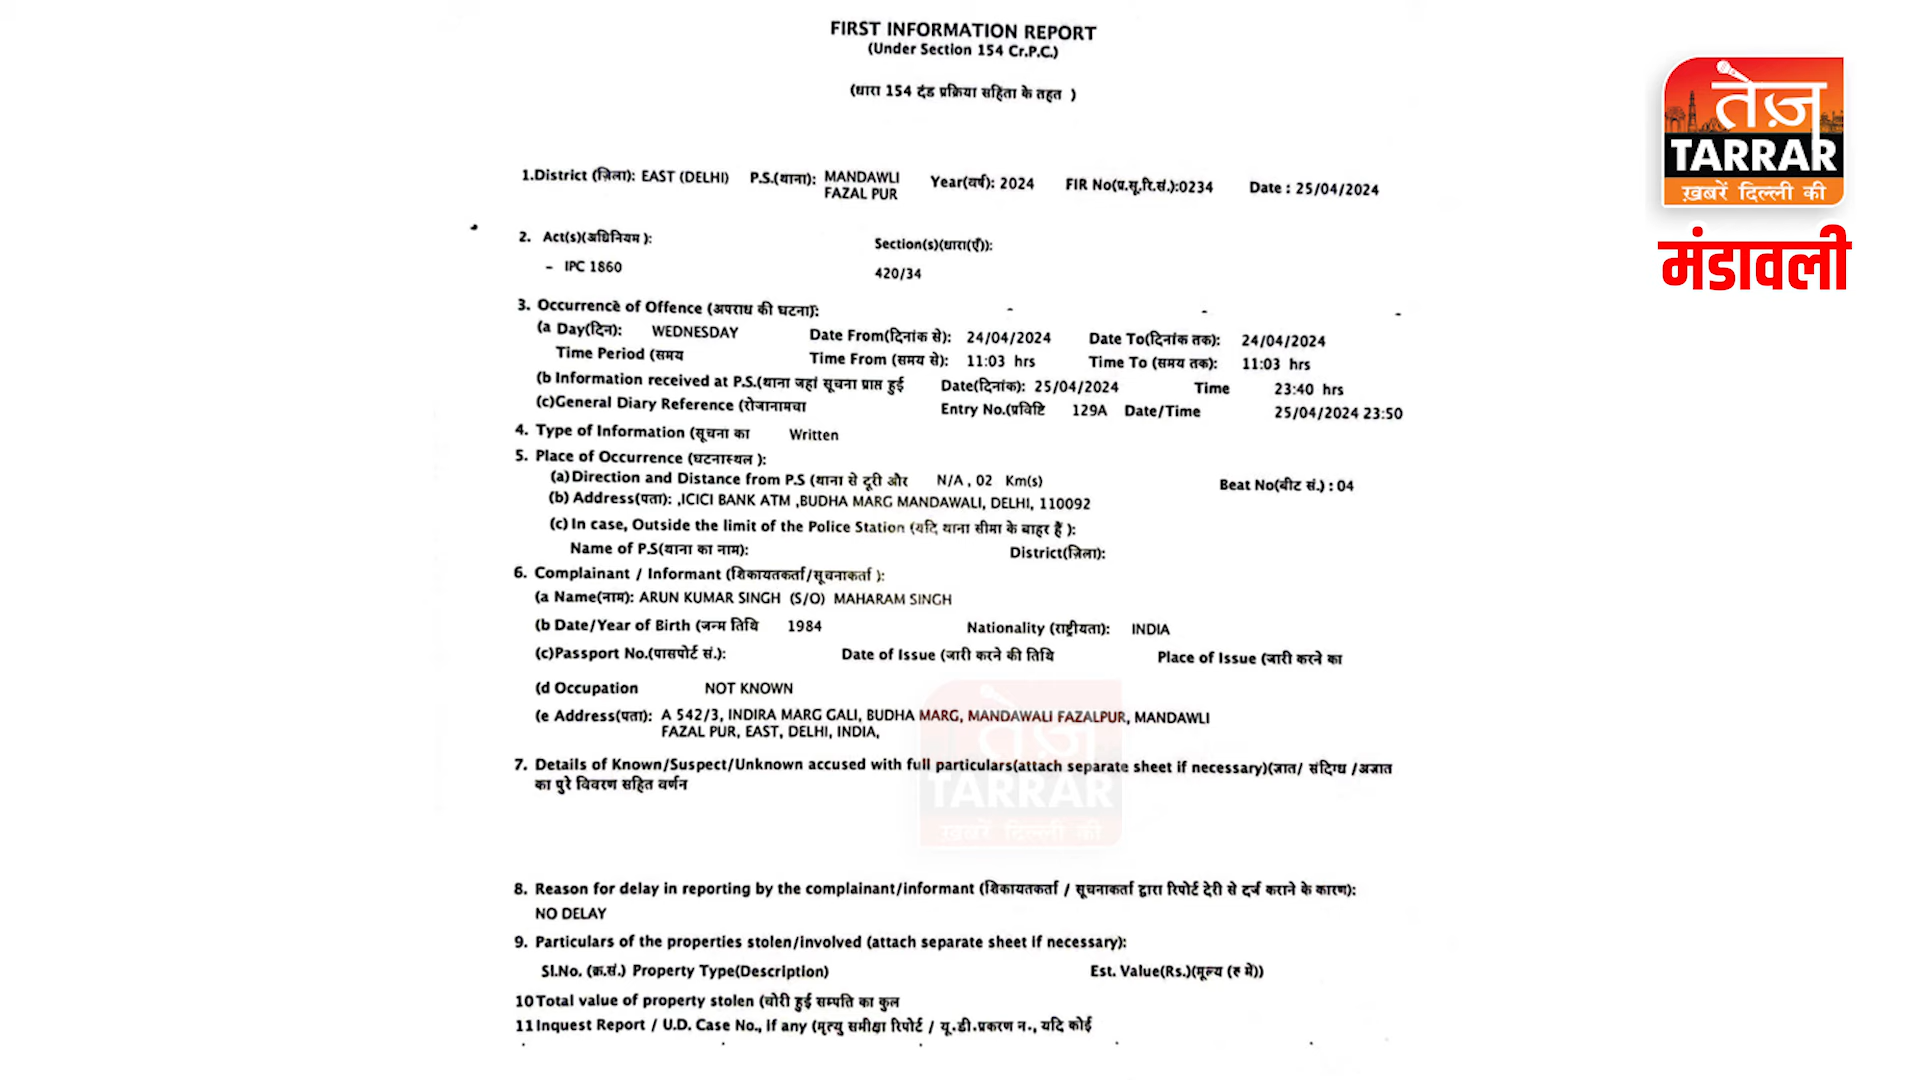 FIRST INFORMATION REPORT
(Under Section 154 Cr.P.C.)
(धारा 154 दंड प्रक्रिया सहिता के तहत )
तेज़
TARRAR
ख़बरें दिल्ली की
मंडावली
1.District (ज़िला): EAST (DELHI) P.S.(थाना): MANDAWLI FAZAL PUR Year(वर्ष): 2024 FIR No(प्र.सू.रि.सं.):0234 Date : 25/04/2024
2. Act(s)(अधिनियम ): Section(s)(धारा(एँ)):
- IPC 1860 420/34
3. Occurrence of Offence (अपराध की घटना):
(a Day(दिन): WEDNESDAY Date From(दिनांक से): 24/04/2024 Date To(दिनांक तक): 24/04/2024
Time Period (समय Time From (समय से): 11:03 hrs Time To (समय तक): 11:03 hrs
(b Information received at P.S.(थाना जहां सूचना प्राप्त हुई Date(दिनांक): 25/04/2024 Time 23:40 hrs
(c)General Diary Reference (रोजानामचा Entry No.(प्रविष्टि 129A Date/Time 25/04/2024 23:50
4. Type of Information (सूचना का Written
5. Place of Occurrence (घटनास्थल ):
(a) Direction and Distance from P.S (थाना से दूरी और N/A , 02 Km(s) Beat No(बीट सं.) : 04
(b) Address(पता): ,ICICI BANK ATM ,BUDHA MARG MANDAWALI, DELHI, 110092
(c) In case, Outside the limit of the Police Station (यदि थाना सीमा के बाहर हैं ):
Name of P.S(थाना का नाम): District(ज़िला):
6. Complainant / Informant (शिकायतकर्ता/सूचनाकर्ता ):
(a Name(नाम): ARUN KUMAR SINGH (S/O) MAHARAM SINGH
(b Date/Year of Birth (जन्म तिथि 1984 Nationality (राष्ट्रीयता): INDIA
(c)Passport No.(पासपोर्ट सं.): Date of Issue (जारी करने की तिथि Place of Issue (जारी करने का
(d Occupation NOT KNOWN
(e Address(पता): A 542/3, INDIRA MARG GALI, BUDHA MARG, MANDAWALI FAZALPUR, MANDAWLI
FAZAL PUR, EAST, DELHI, INDIA,
7. Details of Known/Suspect/Unknown accused with full particulars(attach separate sheet if necessary)(ज्ञात/ संदिग्ध /अज्ञात
का पुरे विवरण सहित वर्णन
तेज़
TARRAR
ख़बरें दिल्ली की
8. Reason for delay in reporting by the complainant/informant (शिकायतकर्ता / सूचनाकर्ता द्वारा रिपोर्ट देरी से दर्ज कराने के कारण):
NO DELAY
9. Particulars of the properties stolen/involved (attach separate sheet if necessary):
Sl.No. (क्र.सं.) Property Type(Description) Est. Value(Rs.)(मूल्य (रु में))
10Total value of property stolen (चोरी हुई सम्पति का कुल
11Inquest Report / U.D. Case No., if any (मृत्यु समीक्षा रिपोर्ट / यू.डी.प्रकरण न., यदि कोई